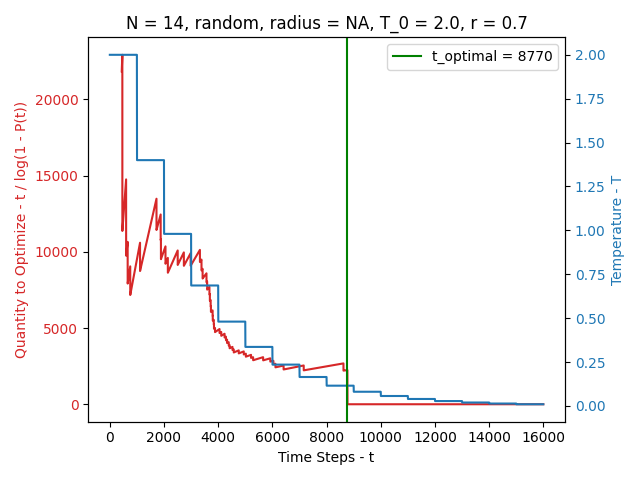 N = 14, random, radius = NA, T_0 = 2.0, r = 0.7
t_optimal = 8770
Quantity to Optimize - t / log(1 - P(t))
20000
15000
10000
5000
0
2.00
1.75
1.50
1.25
1.00
0.75
0.50
0.25
0.00
Temperature - T
0 2000 4000 6000 8000 10000 12000 14000 16000
Time Steps - t